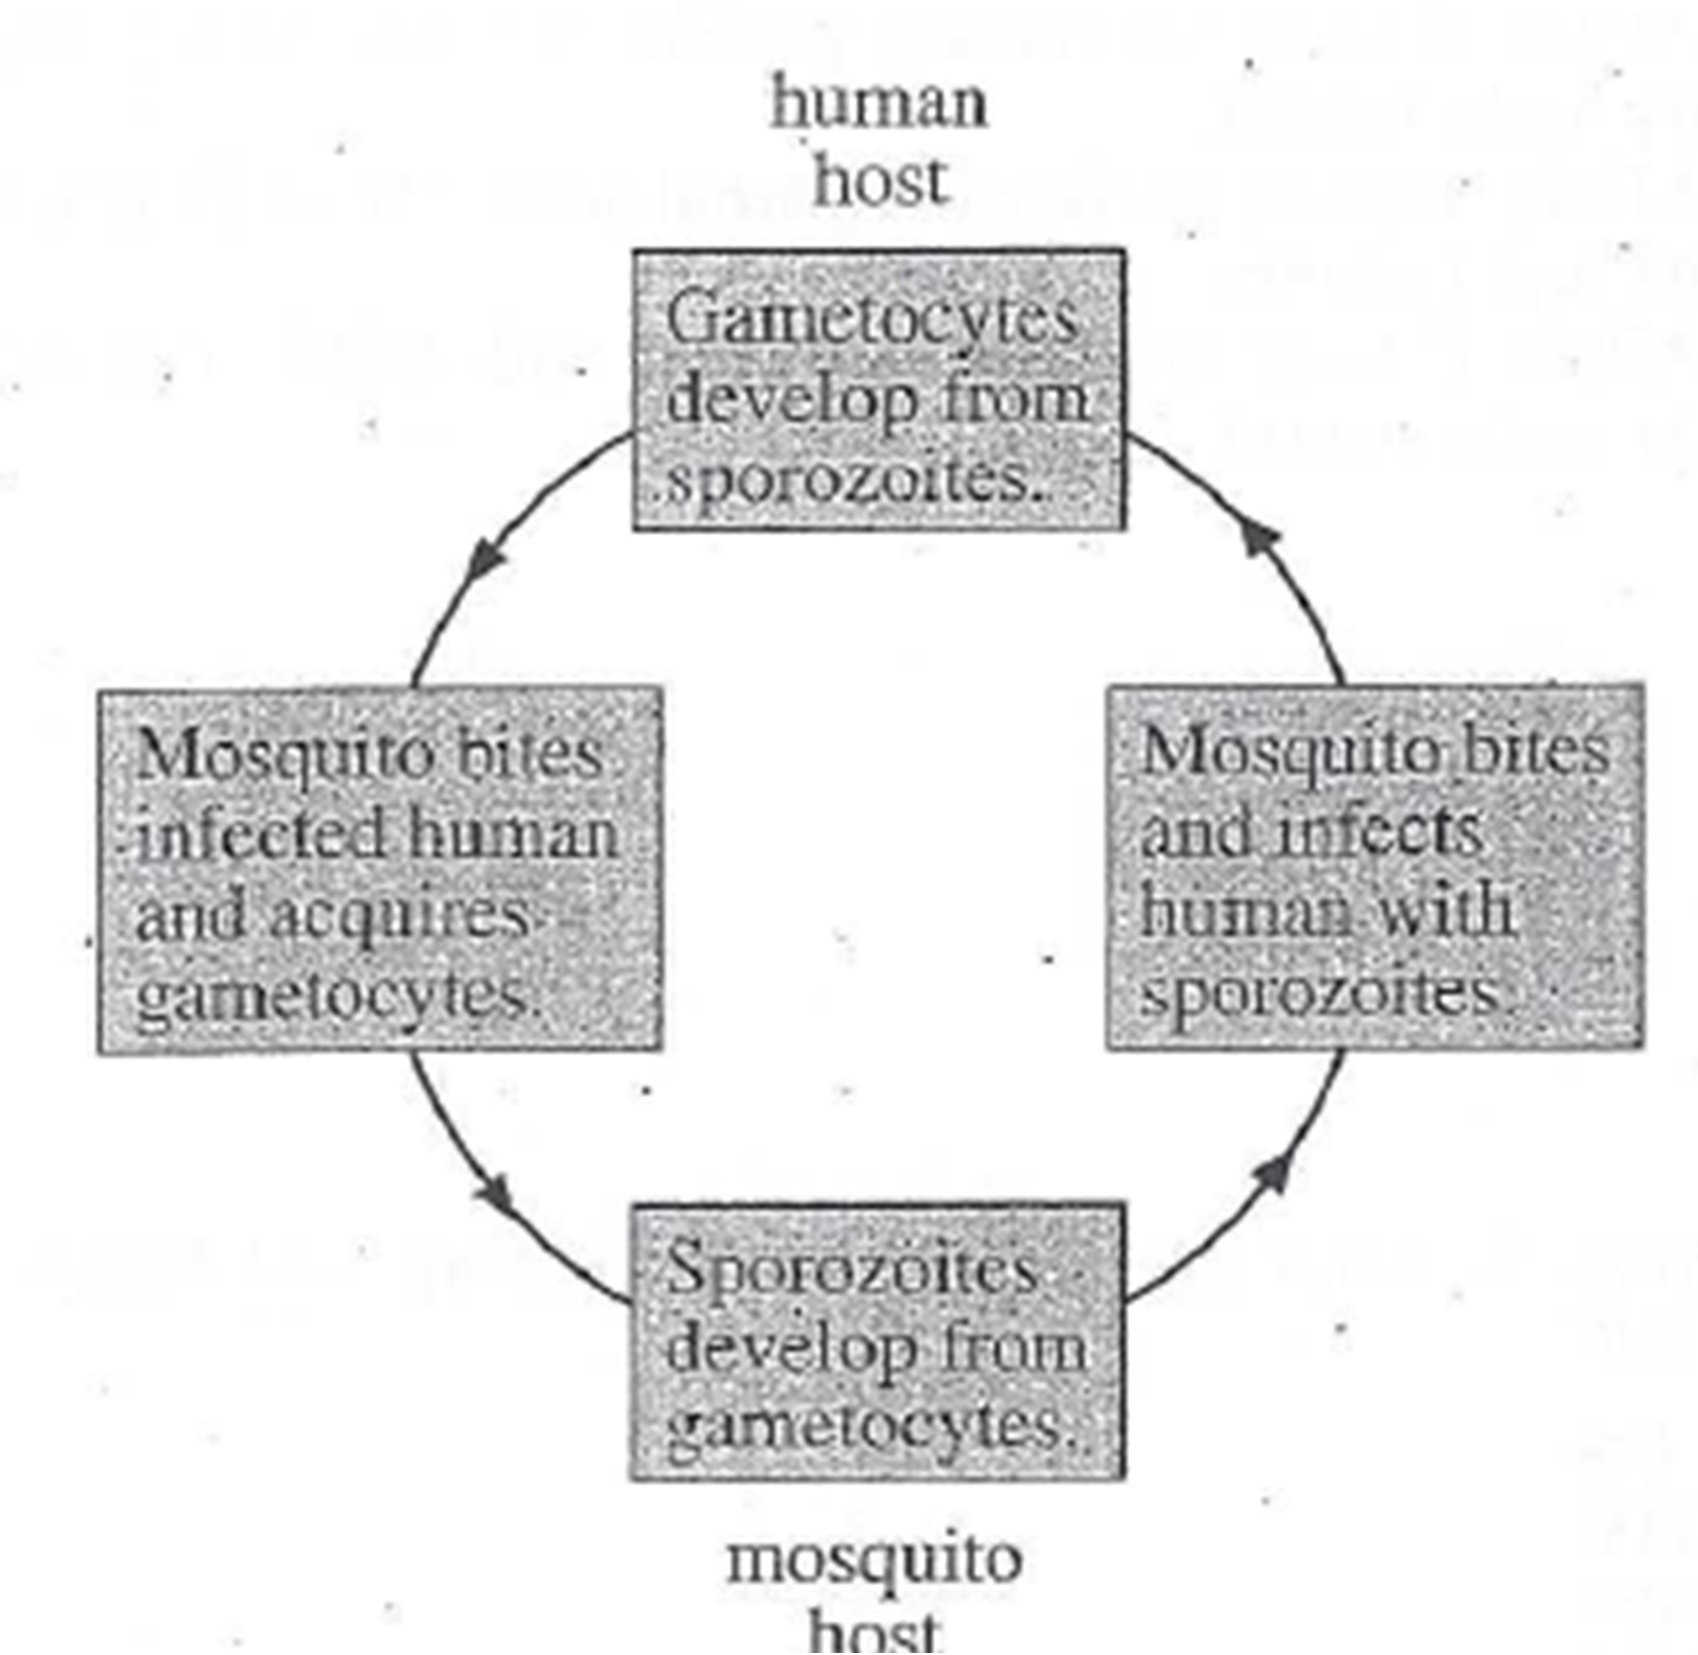 human
host
Gametocytes
develop from
sporozoites.
Mosquito bites
infected human
and acquires
gametocytes.
Mosquito bites
and infects
human with
sporozoites.
Sporozoites
develop from
gametocytes.
mosquito
host